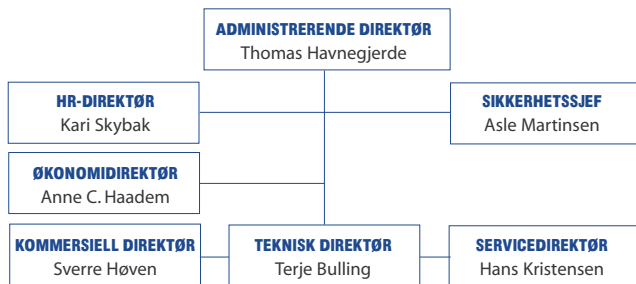 ADMINISTRERENDE DIREKTØR
Thomas Havnegjerde
HR-DIREKTØR
Kari Skybak
SIKKERHETSSJEF
Asle Martinsen
ØKONOMIDIREKTØR
Anne C. Haadem
KOMMERSIELL DIREKTØR
Sverre Høven
TEKNISK DIREKTØR
Terje Bulling
SERVICEDIREKTØR
Hans Kristensen